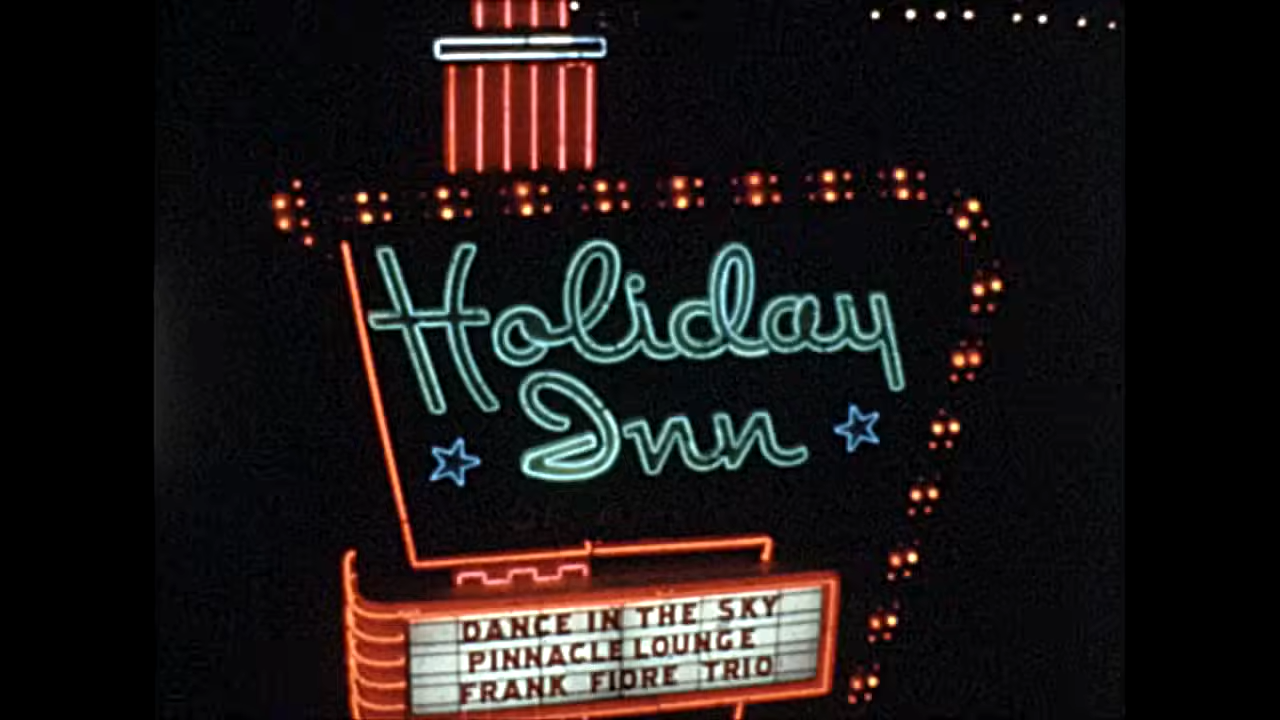 Holiday
Inn
DANCE IN THE SKY
PINNACLE LOUNGE
FRANK FIORE TRIO